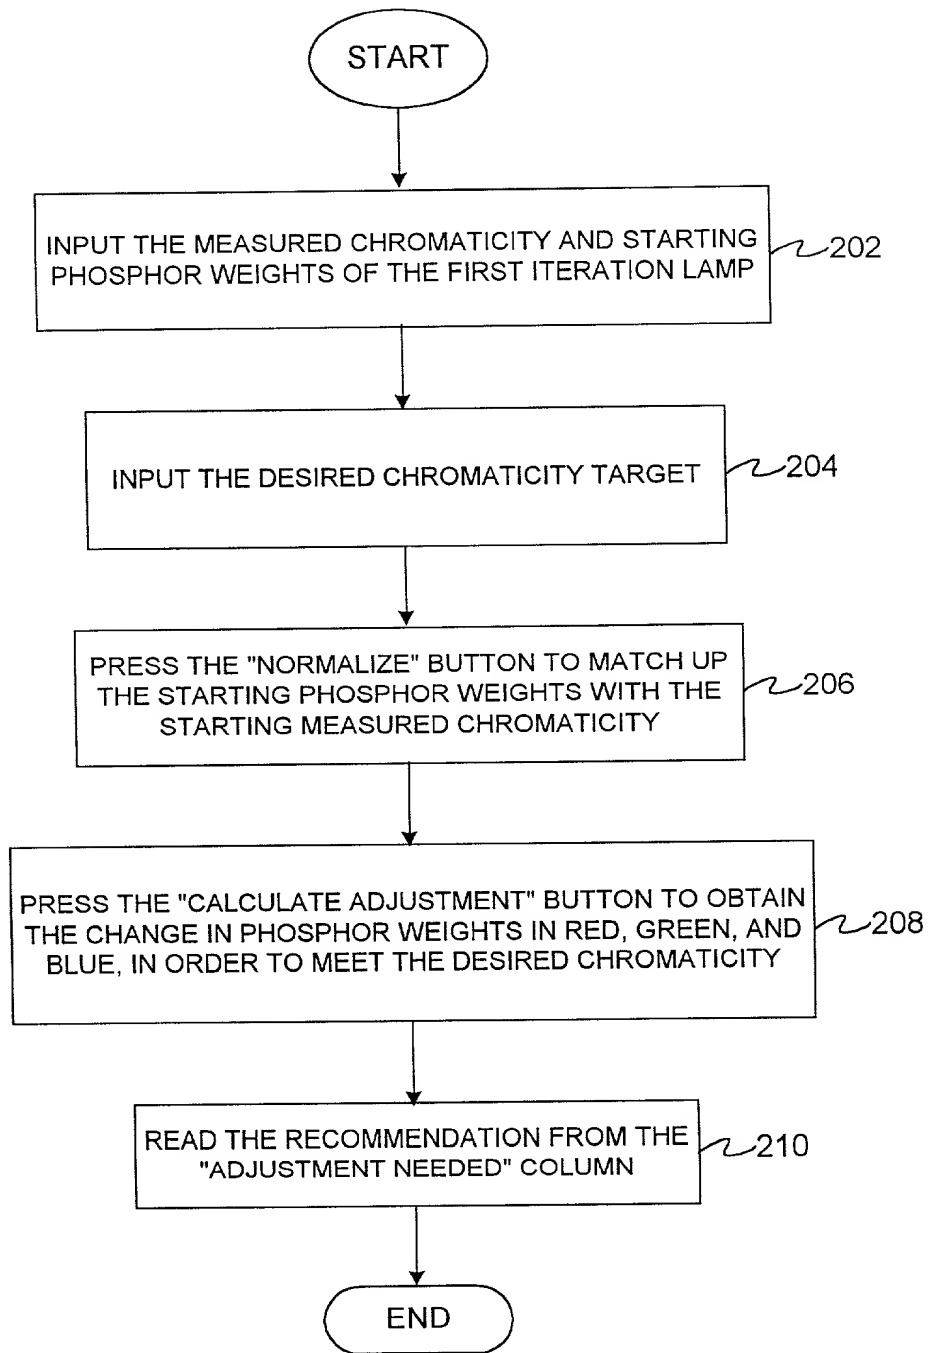 START
INPUT THE MEASURED CHROMATICITY AND STARTING
PHOSPHOR WEIGHTS OF THE FIRST ITERATION LAMP
202
INPUT THE DESIRED CHROMATICITY TARGET
204
PRESS THE "NORMALIZE" BUTTON TO MATCH UP
THE STARTING PHOSPHOR WEIGHTS WITH THE
STARTING MEASURED CHROMATICITY
206
PRESS THE "CALCULATE ADJUSTMENT" BUTTON TO OBTAIN
THE CHANGE IN PHOSPHOR WEIGHTS IN RED, GREEN, AND
BLUE, IN ORDER TO MEET THE DESIRED CHROMATICITY
208
READ THE RECOMMENDATION FROM THE
"ADJUSTMENT NEEDED" COLUMN
210
END